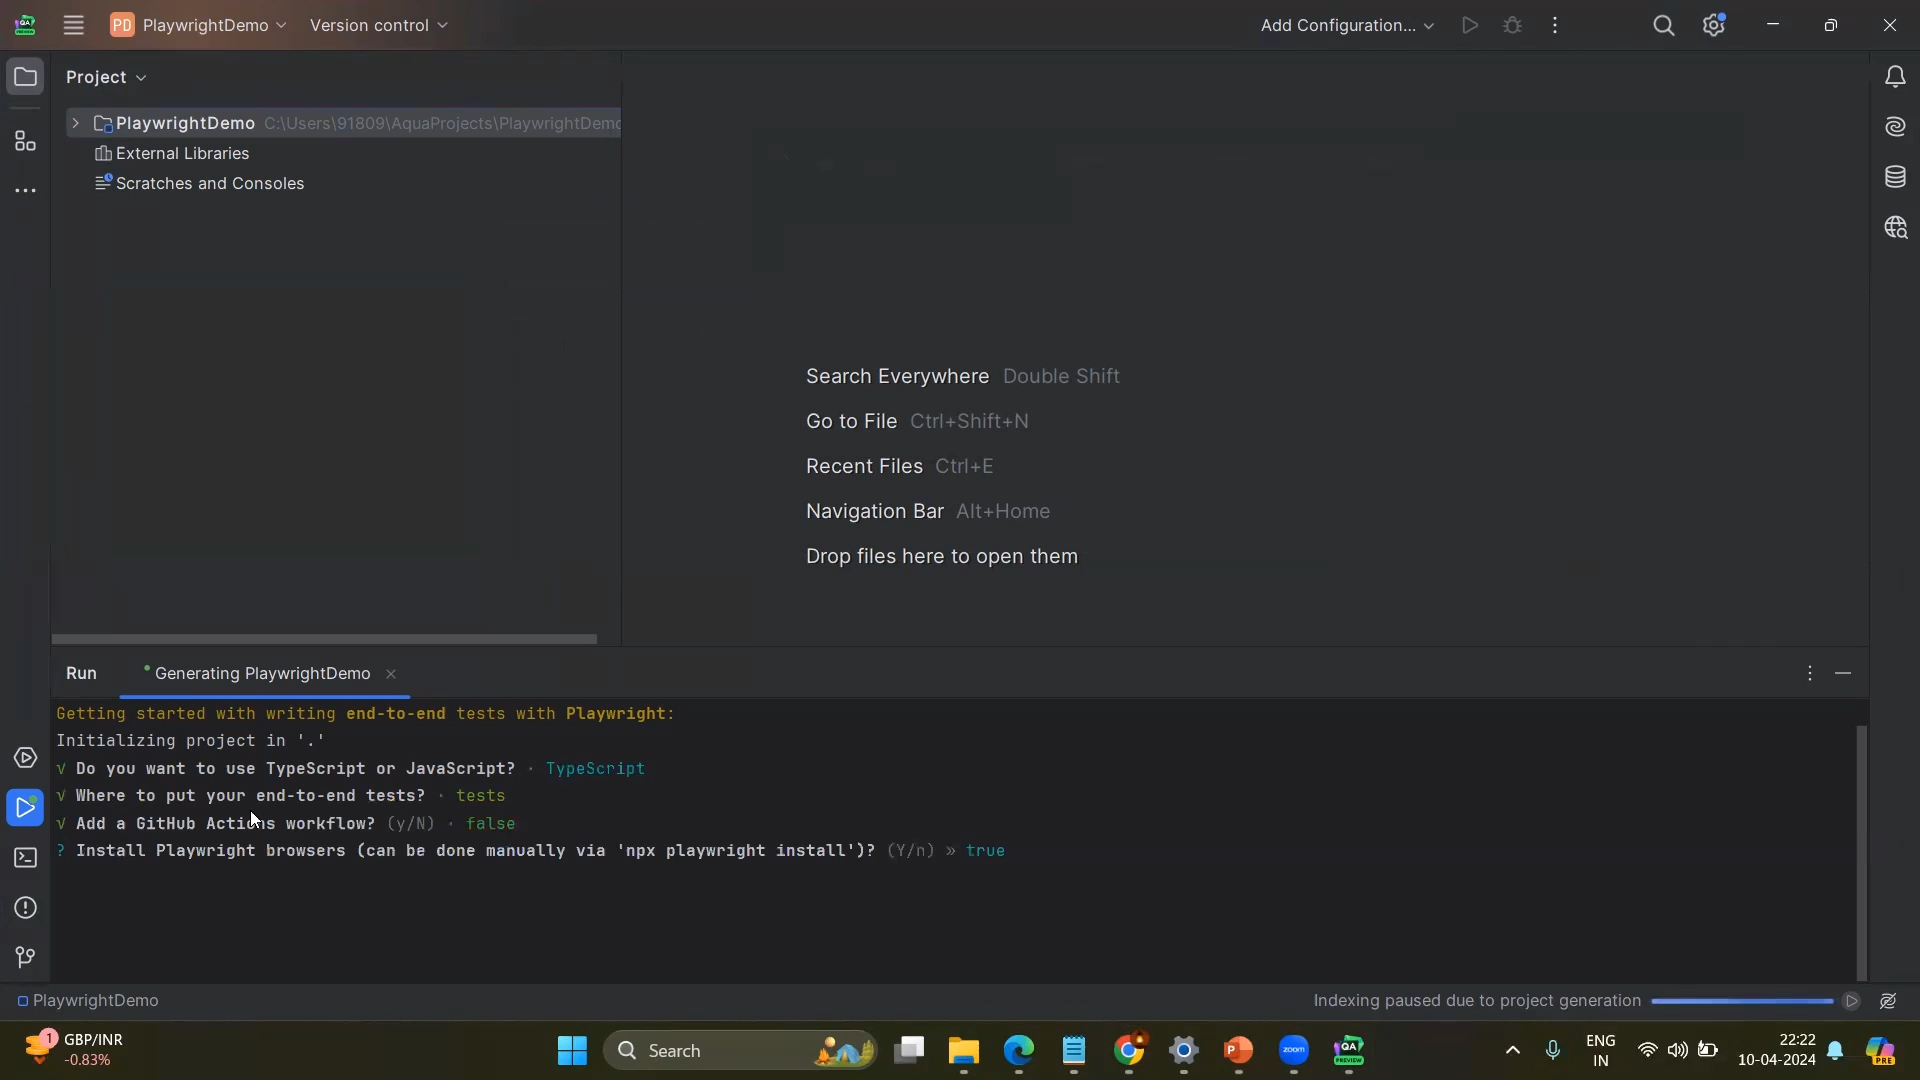 PD PlaywrightDemo Version control Add Configuration...
Project
PlaywrightDemo C:\Users\91809\AquaProjects\PlaywrightDemo
External Libraries
Scratches and Consoles
Search Everywhere Double Shift
Go to File Ctrl+Shift+N
Recent Files Ctrl+E
Navigation Bar Alt+Home
Drop files here to open them
Run Generating PlaywrightDemo
Getting started with writing end-to-end tests with Playwright:
Initializing project in '.'
√ Do you want to use TypeScript or JavaScript? · TypeScript
√ Where to put your end-to-end tests? · tests
√ Add a GitHub Actions workflow? (y/N) · false
? Install Playwright browsers (can be done manually via 'npx playwright install')? (Y/n) » true
PlaywrightDemo Indexing paused due to project generation
1 GBP/INR
-0.83%
Search
zoom
QA
PREVIEW
ENG
IN
22:22
10-04-2024
PRE